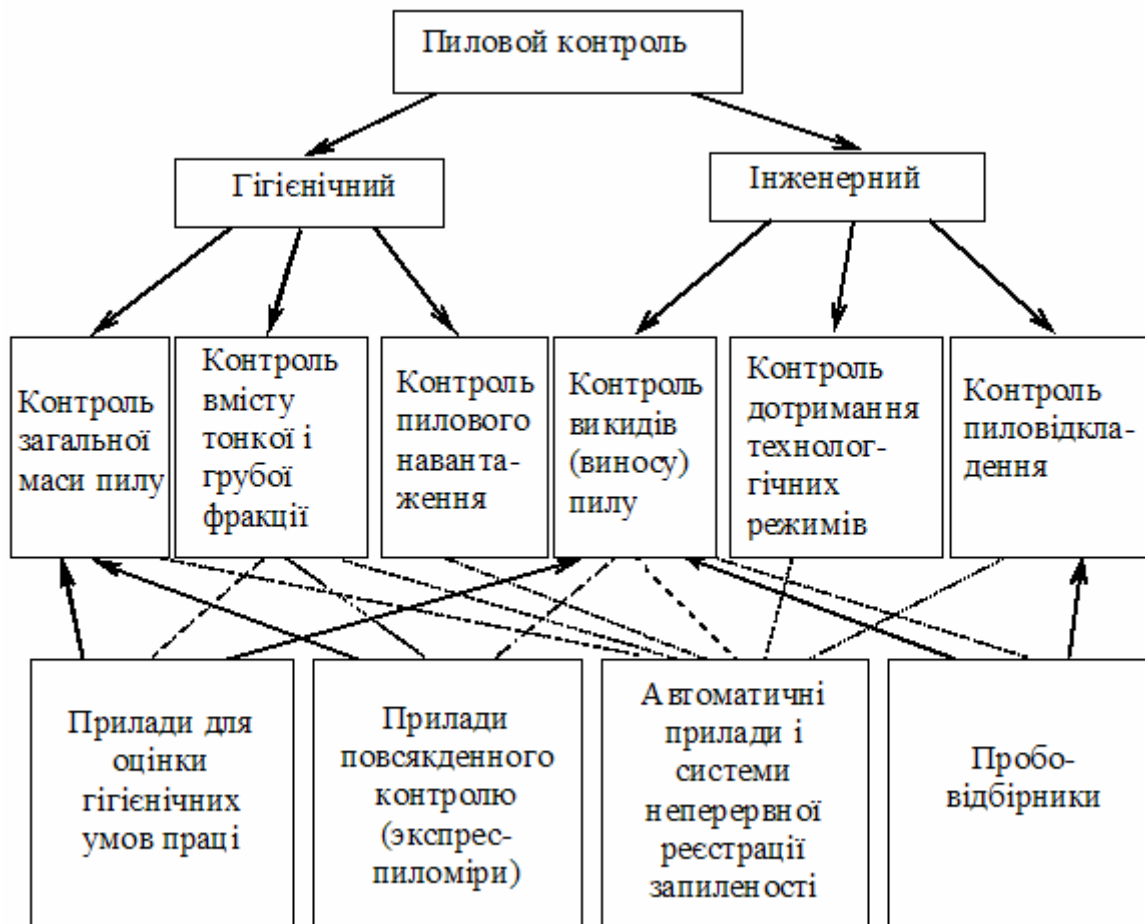 Пиловой контроль
Гігієнічний
Інженерний
Контроль
загальної
маси пилу
Контроль
вмісту
тонкої і
грубої
фракції
Контроль
пилового
наванта-
ження
Контроль
викидів
(виносу)
пилу
Контроль
дотримання
технолог-
гічних
режимів
Контроль
пиловідкла-
дення
Прилади для
оцінки
гігієнічних
умов праці
Прилади
повсякденного
контролю
(экспрес-
пиломіри)
Автоматичні
прилади і
системи
неперервної
реєстрації
запиленості
Пробо-
відбірники